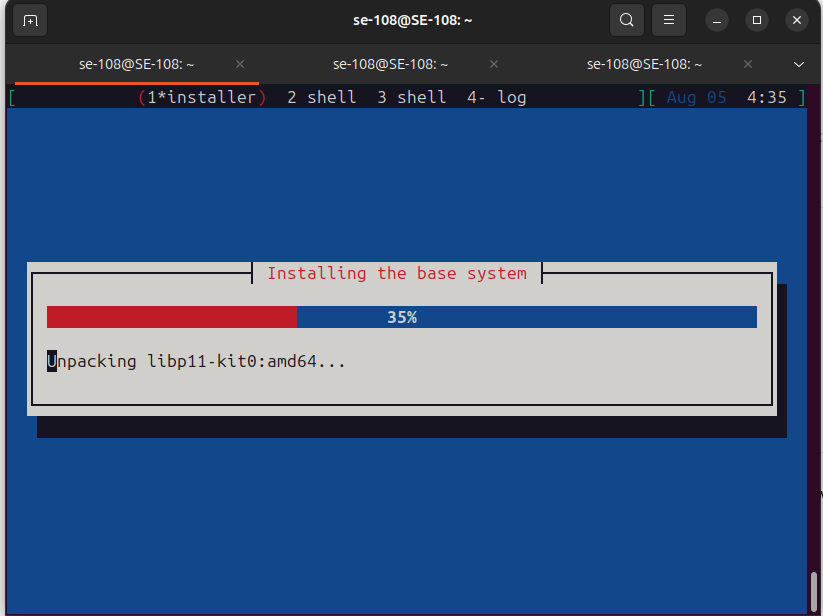 se-108@SE-108: ~
se-108@SE-108: ~ × se-108@SE-108: ~ × se-108@SE-108: ~ ×
[ (1*installer) 2 shell 3 shell 4- log ][ Aug 05 4:35 ]
Installing the base system
35%
Unpacking libp11-kit0:amd64...